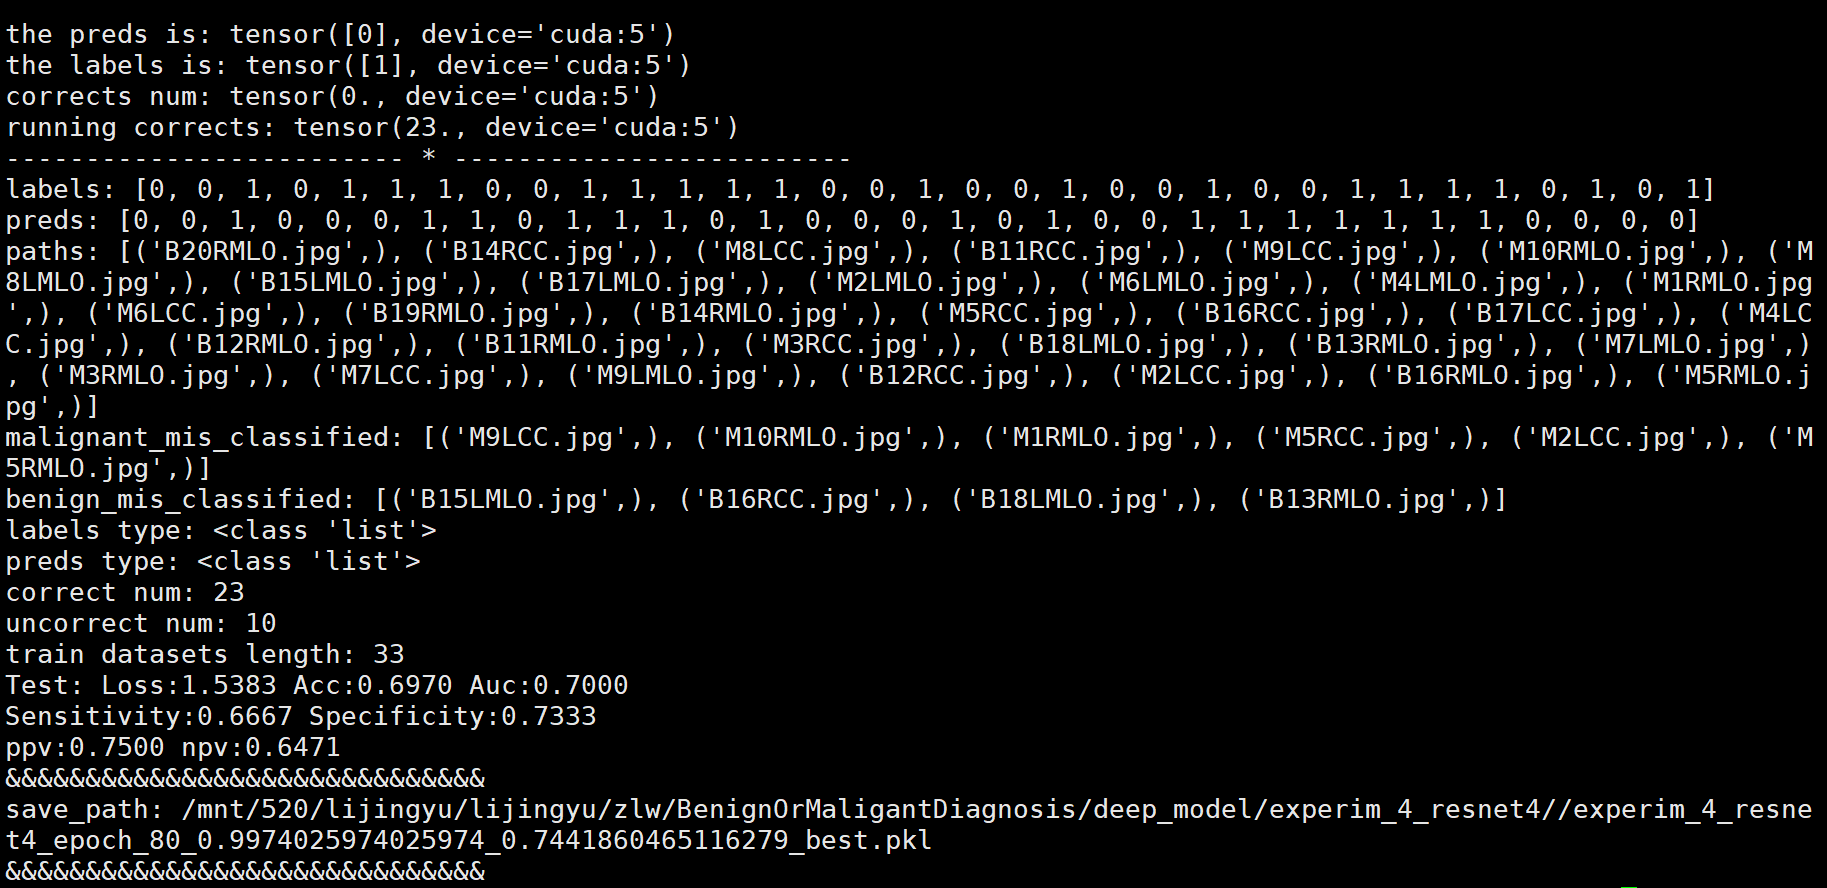 the preds is: tensor([0], device='cuda:5')
the labels is: tensor([1], device='cuda:5')
corrects num: tensor(0., device='cuda:5')
running corrects: tensor(23., device='cuda:5')
------------------------- * -------------------------
labels: [0, 0, 1, 0, 1, 1, 1, 0, 0, 1, 1, 1, 1, 1, 0, 0, 1, 0, 0, 1, 0, 0, 1, 0, 0, 1, 1, 1, 1, 0, 1, 0, 1]
preds: [0, 0, 1, 0, 0, 0, 1, 1, 0, 1, 1, 1, 0, 1, 0, 0, 0, 1, 0, 1, 0, 0, 1, 1, 1, 1, 1, 1, 1, 0, 0, 0, 0]
paths: [('B20RMLO.jpg',), ('B14RCC.jpg',), ('M8LCC.jpg',), ('B11RCC.jpg',), ('M9LCC.jpg',), ('M10RMLO.jpg',), ('M
8LMLO.jpg',), ('B15LMLO.jpg',), ('B17LMLO.jpg',), ('M2LMLO.jpg',), ('M6LMLO.jpg',), ('M4LMLO.jpg',), ('M1RMLO.jpg
',), ('M6LCC.jpg',), ('B19RMLO.jpg',), ('B14RMLO.jpg',), ('M5RCC.jpg',), ('B16RCC.jpg',), ('B17LCC.jpg',), ('M4LC
C.jpg',), ('B12RMLO.jpg',), ('B11RMLO.jpg',), ('M3RCC.jpg',), ('B18LMLO.jpg',), ('B13RMLO.jpg',), ('M7LMLO.jpg',)
, ('M3RMLO.jpg',), ('M7LCC.jpg',), ('M9LMLO.jpg',), ('B12RCC.jpg',), ('M2LCC.jpg',), ('B16RMLO.jpg',), ('M5RMLO.j
pg',)]
malignant_mis_classified: [('M9LCC.jpg',), ('M10RMLO.jpg',), ('M1RMLO.jpg',), ('M5RCC.jpg',), ('M2LCC.jpg',), ('M
5RMLO.jpg',)]
benign_mis_classified: [('B15LMLO.jpg',), ('B16RCC.jpg',), ('B18LMLO.jpg',), ('B13RMLO.jpg',)]
labels type: <class 'list'>
preds type: <class 'list'>
correct num: 23
uncorrect num: 10
train datasets length: 33
Test: Loss:1.5383 Acc:0.6970 Auc:0.7000
Sensitivity:0.6667 Specificity:0.7333
ppv:0.7500 npv:0.6471
&&&&&&&&&&&&&&&&&&&&&&&&&&&&&&
save_path: /mnt/520/lijingyu/lijingyu/zlw/BenignOrMaligantDiagnosis/deep_model/experim_4_resnet4//experim_4_resne
t4_epoch_80_0.9974025974025974_0.7441860465116279_best.pkl
&&&&&&&&&&&&&&&&&&&&&&&&&&&&&&